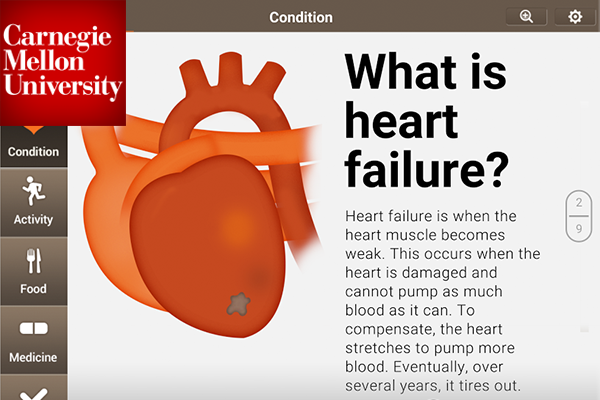 Condition
Carnegie
Mellon
University
Condition
Activity
Food
Medicine
What is
heart
failure?
Heart failure is when the
heart muscle becomes
weak. This occurs when the
heart is damaged and
cannot pump as much
blood as it can. To
compensate, the heart
stretches to pump more
blood. Eventually, over
several years, it tires out.
2
9